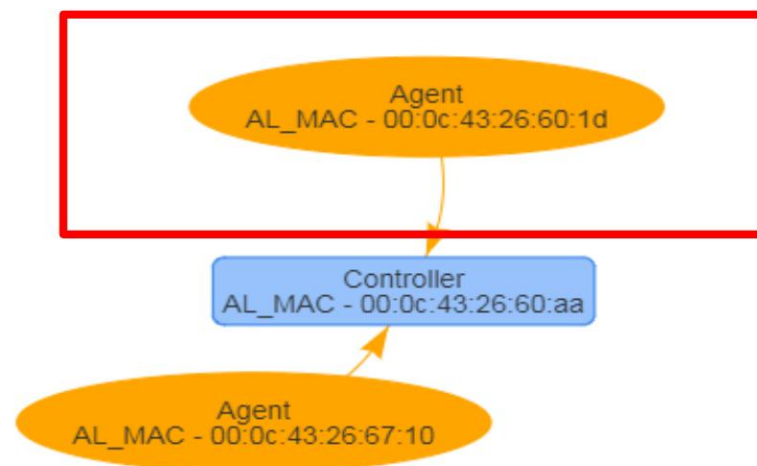 Agent
AL_MAC - 00:0c:43:26:60:1d
Controller
AL_MAC - 00:0c:43:26:60:aa
Agent
AL_MAC - 00:0c:43:26:67:10